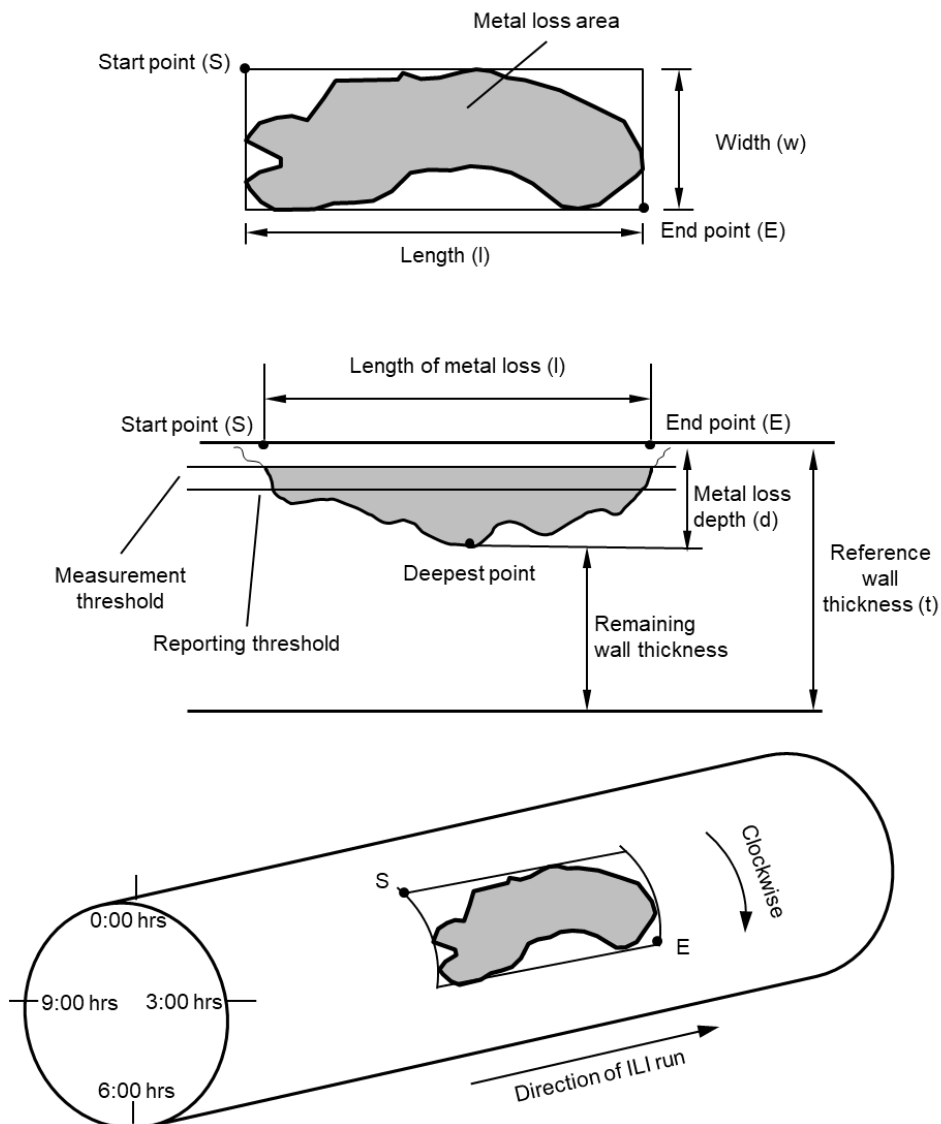 Metal loss area
Start point (S)
Width (w)
End point (E)
Length (l)
Length of metal loss (l)
Start point (S)
End point (E)
Metal loss
depth (d)
Deepest point
Measurement
threshold
Reporting threshold
Remaining
wall thickness
Reference
wall
thickness (t)
S
Clockwise
0:00 hrs
E
9:00 hrs
3:00 hrs
Direction of ILI run
6:00 hrs